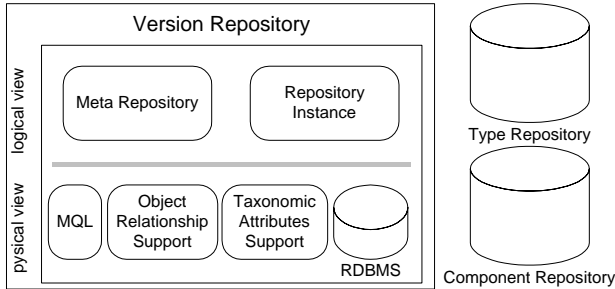 Version Repository
logical view
Meta Repository
Repository
Instance
pysical view
MQL
Object
Relationship
Support
Taxonomic
Attributes
Support
RDBMS
Type Repository
Component Repository